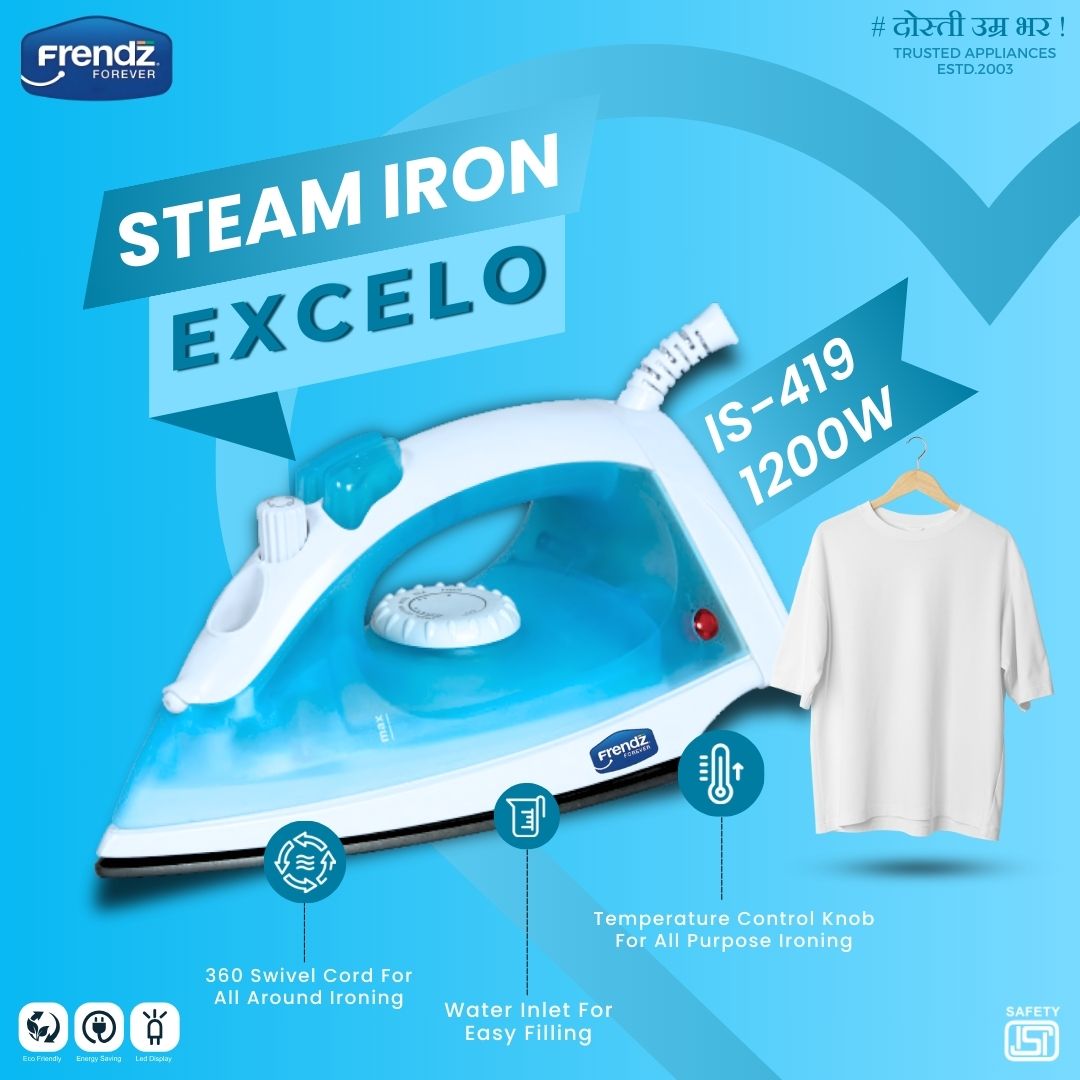 Frendz
FOREVER
# दोस्ती उम्र भर !
TRUSTED APPLIANCES
ESTD.2003
STEAM IRON
EXCELO
IS-419
1200W
max
Frendz
FOREVER
Temperature Control Knob
For All Purpose Ironing
360 Swivel Cord For
All Around Ironing
Water Inlet For
Easy Filling
Eco Friendly
Energy Saving
Led Display
SAFETY
ISI